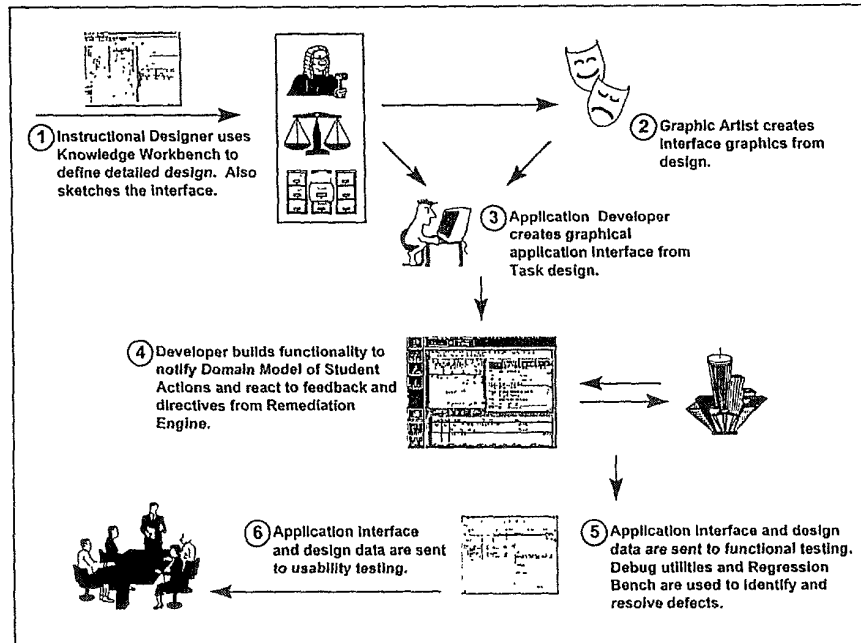 1 Instructional Designer uses
Knowledge Workbench to
define detailed design. Also
sketches the interface.
2 Graphic Artist creates
interface graphics from
design.
3 Application Developer
creates graphical
application interface from
Task design.
4 Developer builds functionality to
notify Domain Model of Student
Actions and react to feedback and
directives from Remediation
Engine.
5 Application interface and design
data are sent to functional testing.
Debug utilities and Regression
Bench are used to identify and
resolve defects.
6 Application interface
and design data are sent
to usability testing.